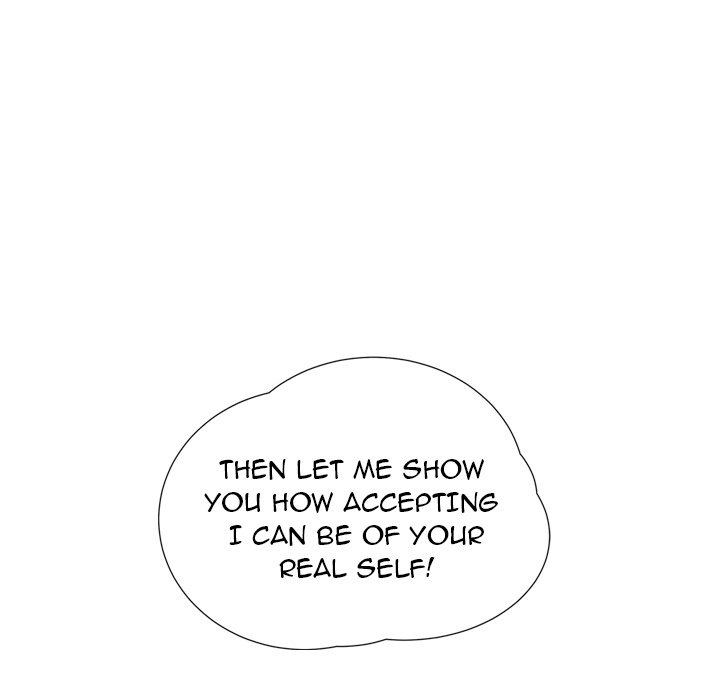 THEN LET ME SHOW
YOU HOW ACCEPTING
I CAN BE OF YOUR
REAL SELF!